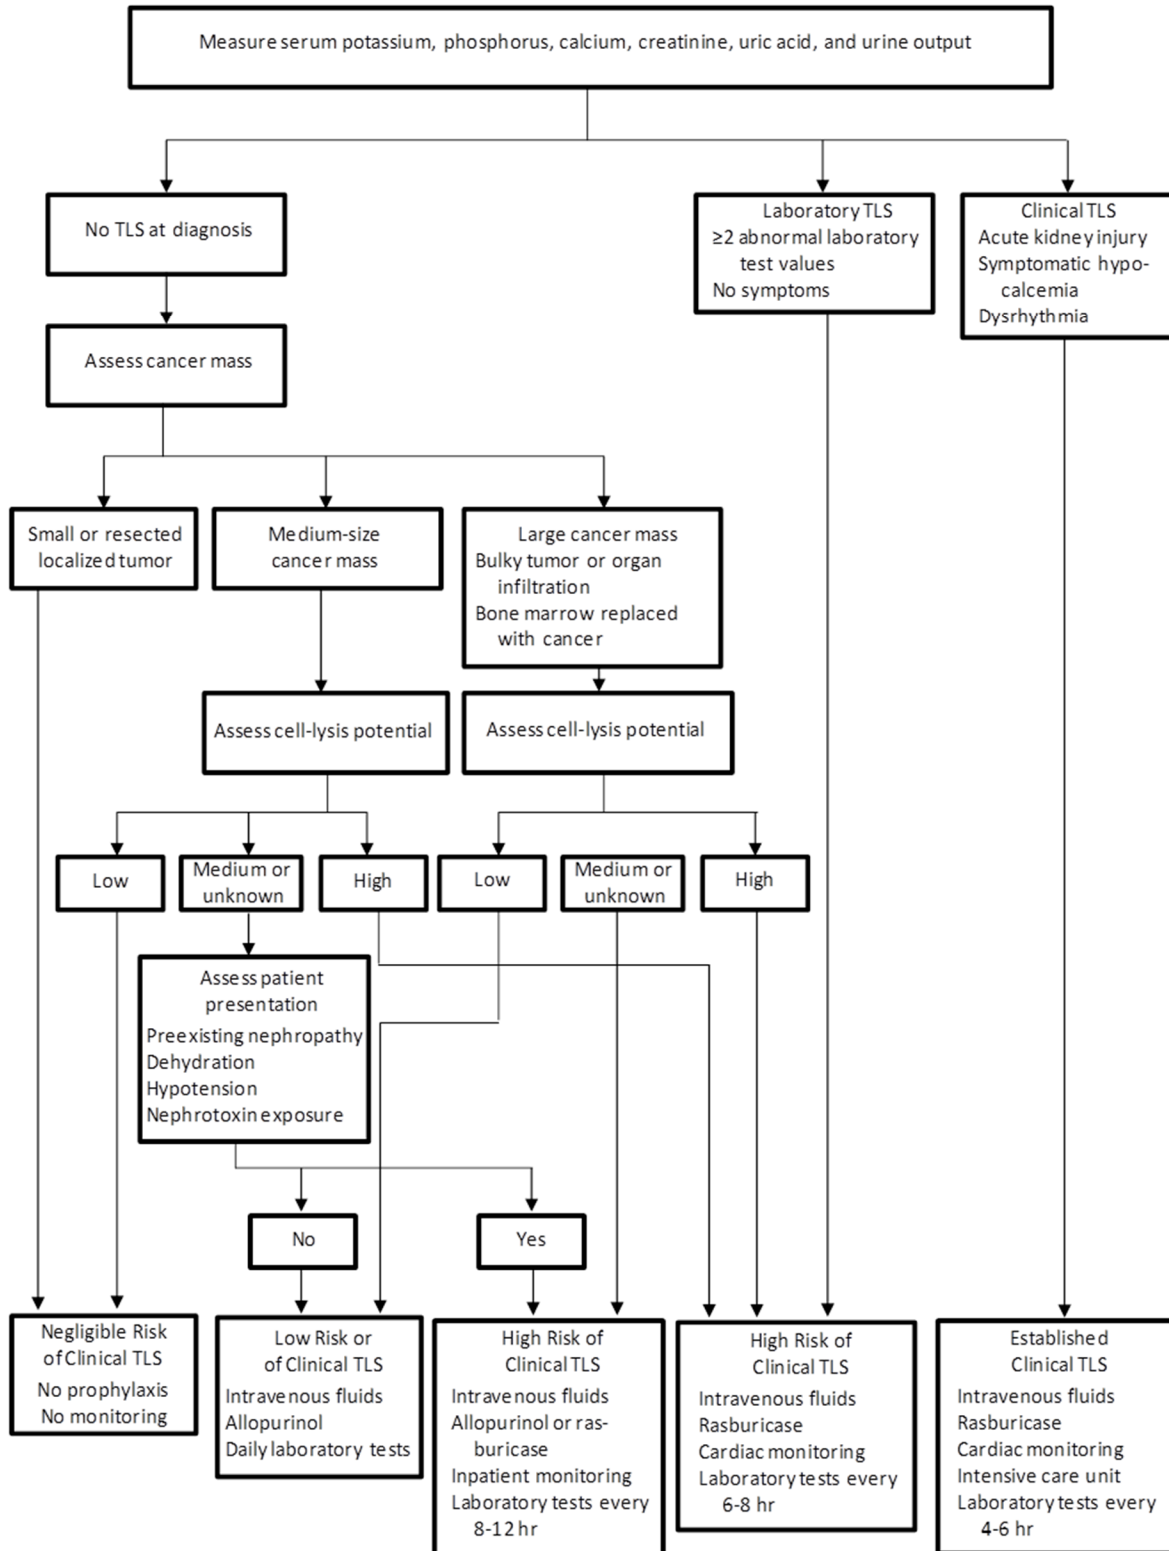 Measure serum potassium, phosphorus, calcium, creatinine, uric acid, and urine output
No TLS at diagnosis
Laboratory TLS
≥2 abnormal laboratory
test values
No symptoms
Clinical TLS
Acute kidney injury
Symptomatic hypo-
calcemia
Dysrhythmia
Assess cancer mass
Small or resected
localized tumor
Medium-size
cancer mass
Large cancer mass
Bulky tumor or organ
infiltration
Bone marrow replaced
with cancer
Assess cell-lysis potential
Assess cell-lysis potential
Low
Medium or
unknown
High
Low
Medium or
unknown
High
Assess patient
presentation
Preexisting nephropathy
Dehydration
Hypotension
Nephrotoxin exposure
No
Yes
Negligible Risk
of Clinical TLS
No prophylaxis
No monitoring
Low Risk or
of Clinical TLS
Intravenous fluids
Allopurinol
Daily laboratory tests
High Risk of
Clinical TLS
Intravenous fluids
Allopurinol or ras-
buricase
Inpatient monitoring
Laboratory tests every
8-12 hr
High Risk of
Clinical TLS
Intravenous fluids
Rasburicase
Cardiac monitoring
Laboratory tests every
6-8 hr
Established
Clinical TLS
Intravenous fluids
Rasburicase
Cardiac monitoring
Intensive care unit
Laboratory tests every
4-6 hr